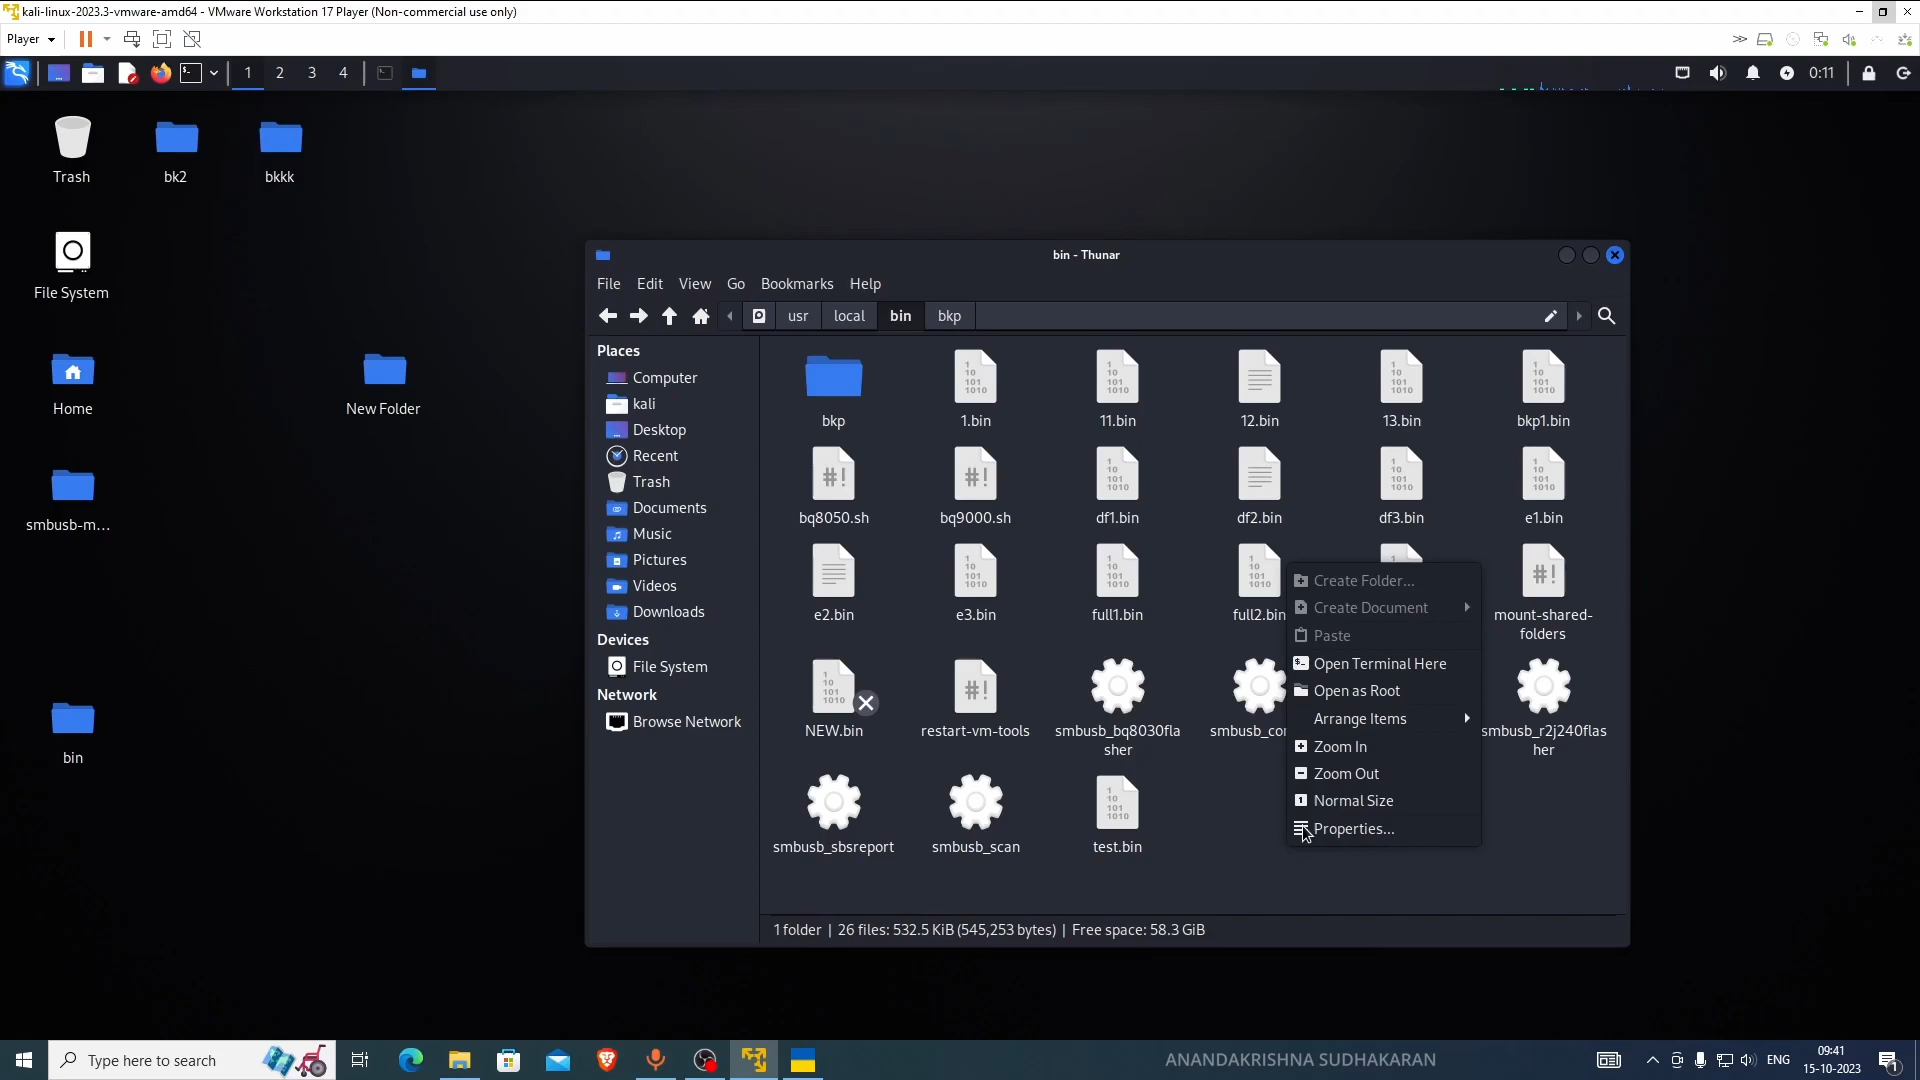 kali-linux-2023.3-vmware-amd64 - VMware Workstation 17 Player (Non-commercial use only)
Player
1 2 3 4
0:11
Trash
bk2
bkkk
File System
Home
New Folder
smbusb-m...
bin
bin - Thunar
File Edit View Go Bookmarks Help
usr local bin bkp
Places
Computer
kali
Desktop
Recent
Trash
Documents
Music
Pictures
Videos
Downloads
Devices
File System
Network
Browse Network
bkp 1.bin 11.bin 12.bin 13.bin bkp1.bin
bq8050.sh bq9000.sh df1.bin df2.bin df3.bin e1.bin
e2.bin e3.bin full1.bin full2.bin mount-shared-
folders
NEW.bin restart-vm-tools smbusb_bq8030fla
sher
smbusb_r2j240flas
her
smbusb_sbsreport smbusb_scan test.bin
Create Folder...
Create Document
Paste
Open Terminal Here
Open as Root
Arrange Items
Zoom In
Zoom Out
Normal Size
Properties...
1 folder | 26 files: 532.5 KiB (545,253 bytes) | Free space: 58.3 GiB
Type here to search
ANANDAKRISHNA SUDHAKARAN
ENG
09:41
15-10-2023
1